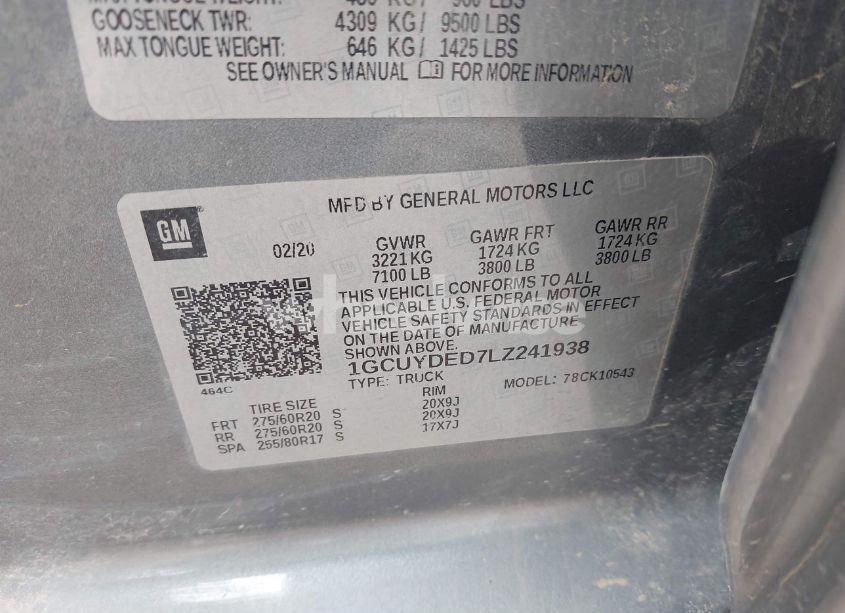 GOOSENECK TWR: 4309 KG/ 9500 LBS
MAX TONGUE WEIGHT: 646 KG/ 1425 LBS
SEE OWNER'S MANUAL FOR MORE INFORMATION
GM
MFD BY GENERAL MOTORS LLC
02/20 GVWR GAWR FRT GAWR RR
3221 KG 1724 KG 1724 KG
7100 LB 3800 LB 3800 LB
THIS VEHICLE CONFORMS TO ALL
APPLICABLE U.S. FEDERAL MOTOR
VEHICLE SAFETY STANDARDS IN EFFECT
ON THE DATE OF MANUFACTURE
SHOWN ABOVE.
1GCUYDED7LZ241938
TYPE: TRUCK MODEL: 78CK10543
464C
TIRE SIZE RIM
FRT 275/60R20 S 20X9J
RR 275/60R20 S 20X9J
SPA 255/80R17 S 17X7J